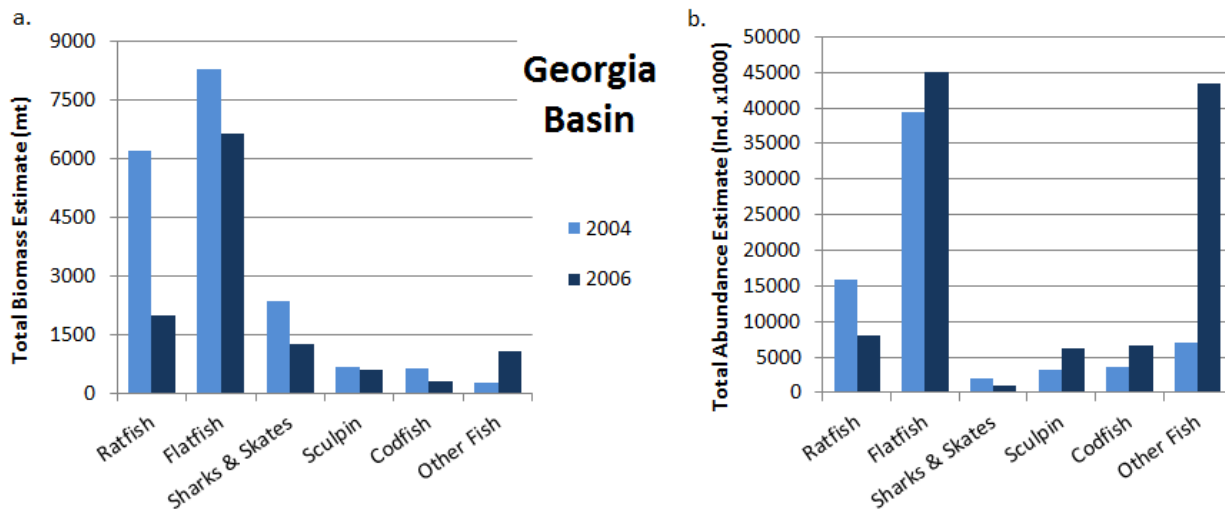 a.
Total Biomass Estimate (mt)
9000
7500
6000
4500
3000
1500
0
Ratfish
Flatfish
Sharks & Skates
Sculpin
Codfish
Other Fish
Georgia
Basin
2004
2006
b.
Total Abundance Estimate (Ind. x1000)
50000
45000
40000
35000
30000
25000
20000
15000
10000
5000
0
Ratfish
Flatfish
Sharks & Skates
Sculpin
Codfish
Other Fish